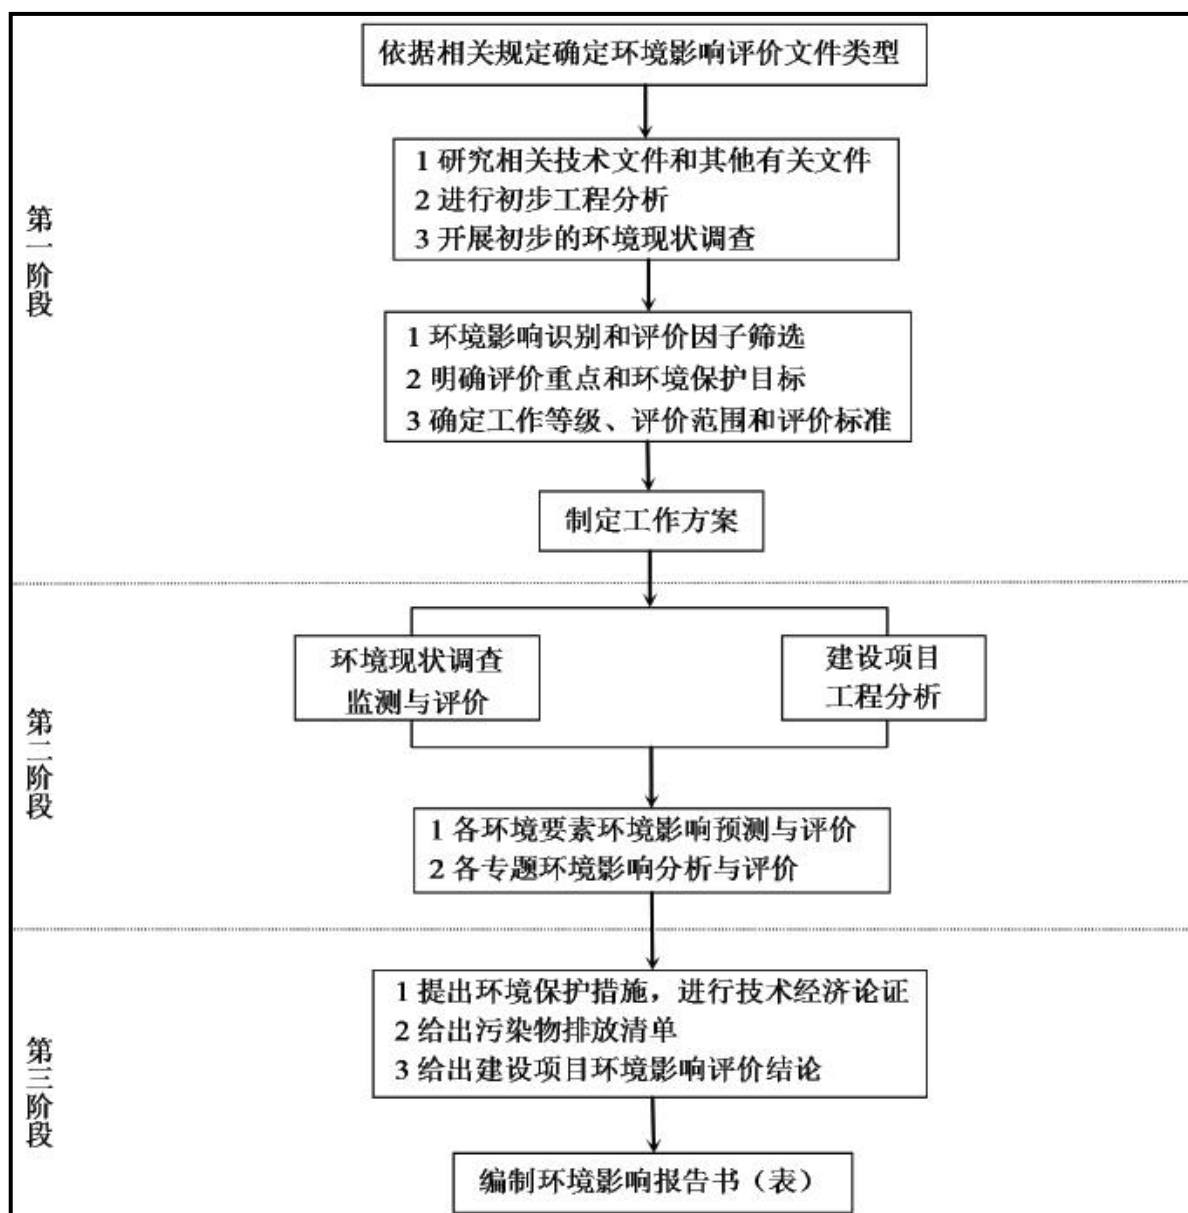 依据相关规定确定环境影响评价文件类型
1 研究相关技术文件和其他有关文件
2 进行初步工程分析
3 开展初步的环境现状调查
第一阶段
1 环境影响识别和评价因子筛选
2 明确评价重点和环境保护目标
3 确定工作等级、评价范围和评价标准
制定工作方案
环境现状调查
监测与评价
建设项目
工程分析
第二阶段
1 各环境要素环境影响预测与评价
2 各专题环境影响分析与评价
1 提出环境保护措施，进行技术经济论证
2 给出污染物排放清单
3 给出建设项目环境影响评价结论
第三阶段
编制环境影响报告书（表）